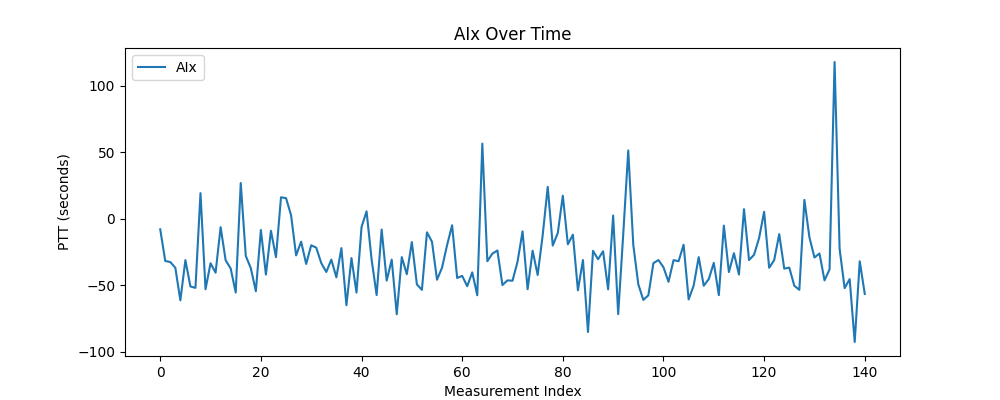 AIx Over Time
AIx
PTT (seconds)
100
50
0
−50
−100
0 20 40 60 80 100 120 140
Measurement Index